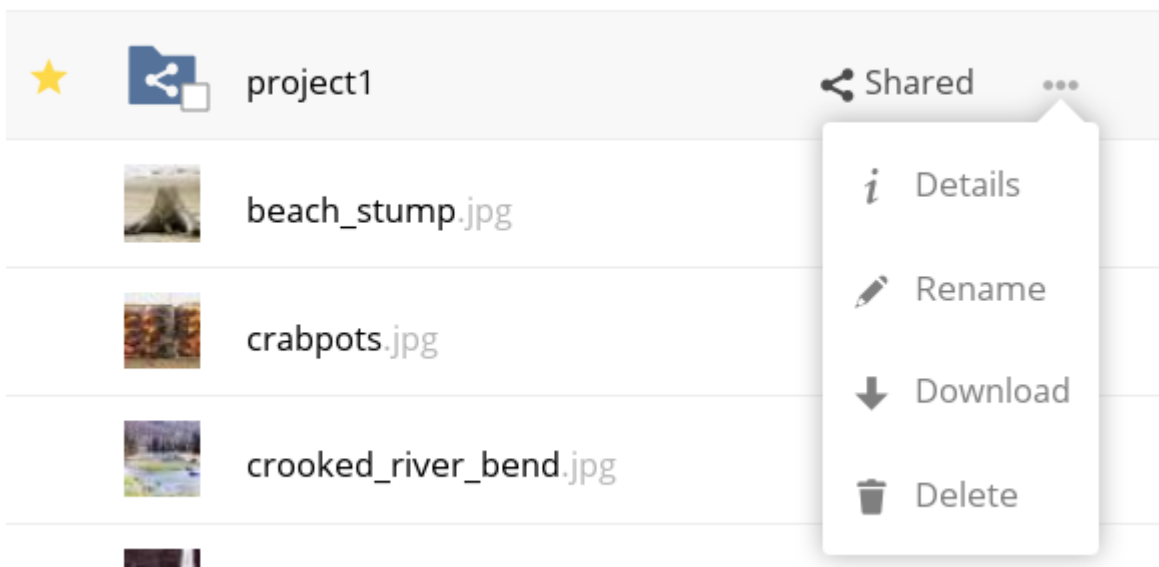 project1
Shared
Details
beach_stump.jpg
Rename
crabpots.jpg
Download
crooked_river_bend.jpg
Delete